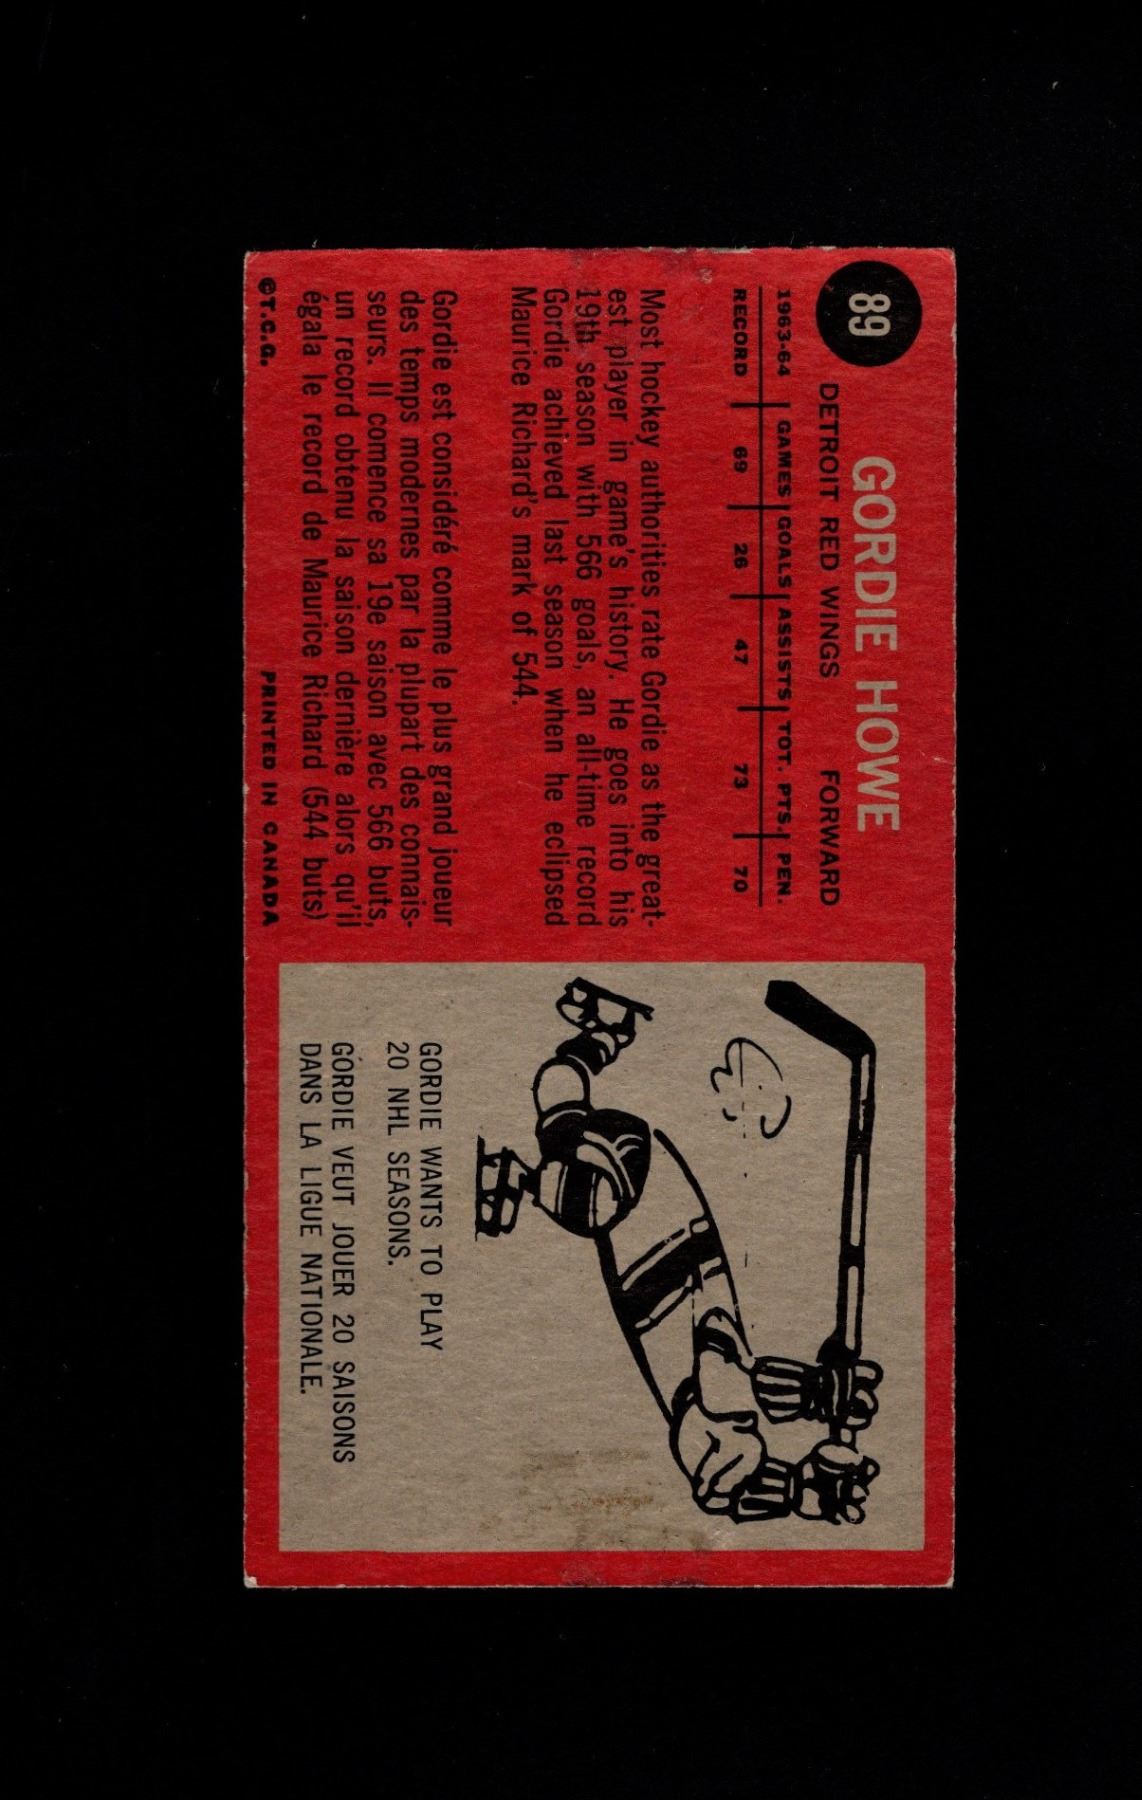 89
GORDIE HOWE
DETROIT RED WINGS FORWARD
1963-64 GAMES GOALS ASSISTS TOT. PTS. PEN.
RECORD 69 26 47 73 70
Most hockey authorities rate Gordie as the great-
est player in game's history. He goes into his
19th season with 566 goals, an all-time record
Gordie achieved last season when he eclipsed
Maurice Richard's mark of 544.
Gordie est considéré comme le plus grand joueur
des temps modernes par la plupart des connais-
seurs. Il comence sa 19e saison avec 566 buts,
un record obtenu la saison dernière alors qu'il
égala le record de Maurice Richard (544 buts)
©T.C.G. PRINTED IN CANADA
GORDIE WANTS TO PLAY
20 NHL SEASONS.
GORDIE VEUT JOUER 20 SAISONS
DANS LA LIGUE NATIONALE.